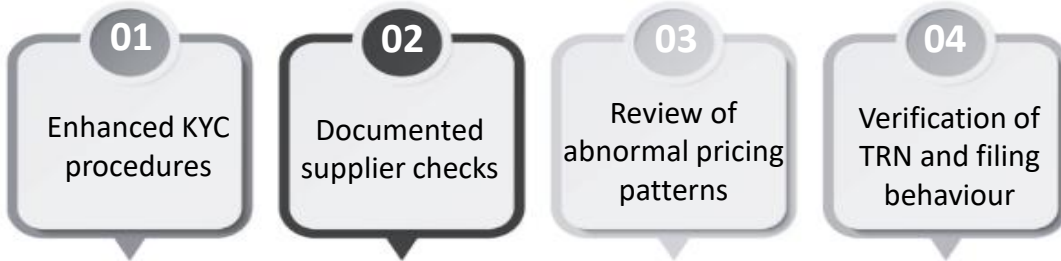 01
Enhanced KYC
procedures
02
Documented
supplier checks
03
Review of
abnormal pricing
patterns
04
Verification of
TRN and filing
behaviour